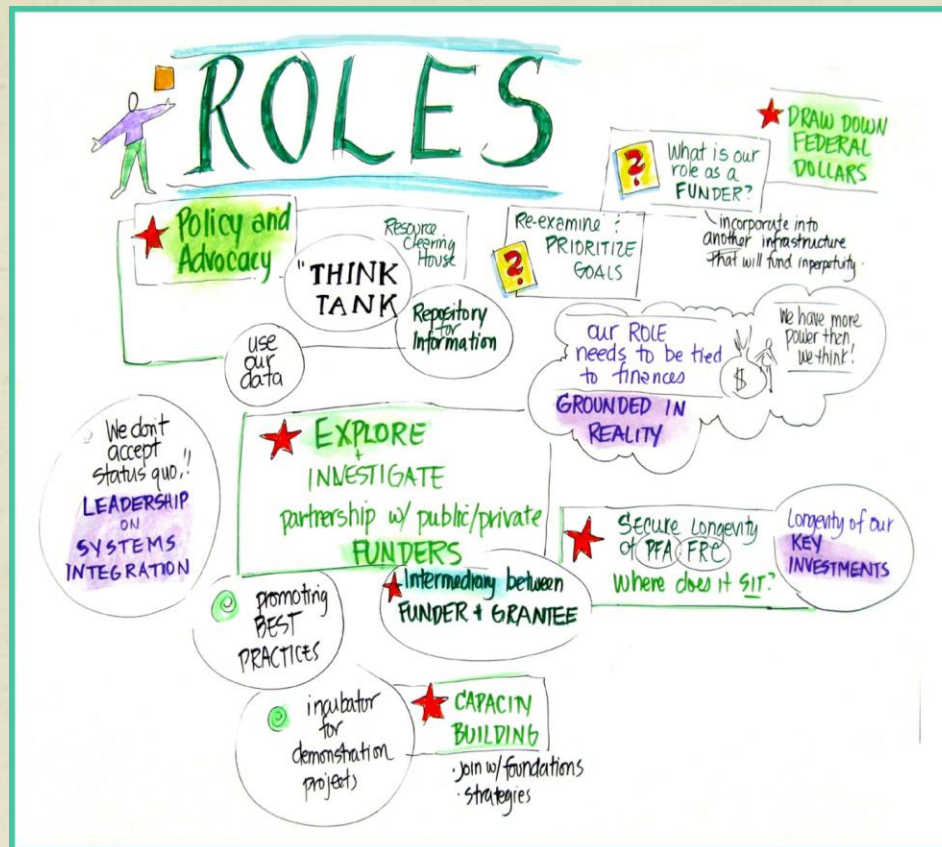 ROLES
DRAW DOWN
FEDERAL
DOLLARS
?
What is our
role as a
FUNDER?
incorporate into
another infrastructure
that will fund inperpetuity.
Re-examine :
PRIORITIZE
GOALS
?
Policy and
Advocacy
Resource
Clearing
House
"THINK
TANK
Repository
for
Information
use
our
data
our ROLE
needs to be tied
to finances
GROUNDED IN
REALITY
$
We have more
power then
we think!
We don't
accept
status quo,!!
LEADERSHIP
ON
SYSTEMS
INTEGRATION
EXPLORE
+
INVESTIGATE
partnership w/ public/private
FUNDERS
Intermediary between
FUNDER + GRANTEE
Secure Longevity
of PFA FRC
Where does it SIT?
Longevity of our
KEY
INVESTMENTS
promoting
BEST
PRACTICES
incubator
for
demonstration
projects
CAPACITY
BUILDING
· Join w/ foundations
· strategies